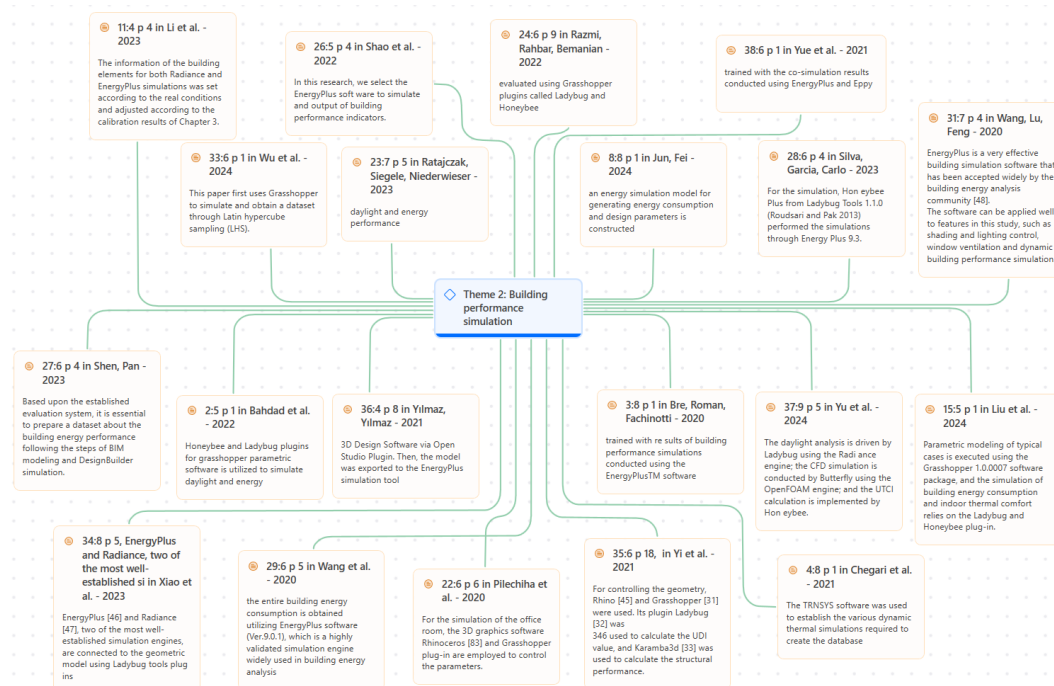 11:4 p 4 in Li et al. -
2023
The information of the building
elements for both Radiance and
EnergyPlus simulations was set
according to the real conditions
and adjusted according to the
calibration results of Chapter 3.
26:5 p 4 in Shao et al. -
2022
In this research, we select the
EnergyPlus soft ware to simulate
and output of building
performance indicators.
24:6 p 9 in Razmi,
Rahbar, Bemanian -
2022
evaluated using Grasshopper
plugins called Ladybug and
Honeybee
38:6 p 1 in Yue et al. - 2021
trained with the co-simulation results
conducted using EnergyPlus and Eppy
31:7 p 4 in Wang, Lu,
Feng - 2020
EnergyPlus is a very effective
building simulation software that
has been accepted widely by the
building energy analysis
community [48].
The software can be applied well
to features in this study, such as
shading and lighting control,
window ventilation and dynamic
building performance simulation
33:6 p 1 in Wu et al. -
2024
This paper first uses Grasshopper
to simulate and obtain a dataset
through Latin hypercube
sampling (LHS).
23:7 p 5 in Ratajczak,
Siegele, Niederwieser -
2023
daylight and energy
performance
8:8 p 1 in Jun, Fei -
2024
an energy simulation model for
generating energy consumption
and design parameters is
constructed
28:6 p 4 in Silva,
Garcia, Carlo - 2023
For the simulation, Hon eybee
Plus from Ladybug Tools 1.1.0
(Roudsari and Pak 2013)
performed the simulations
through Energy Plus 9.3.
Theme 2: Building
performance
simulation
27:6 p 4 in Shen, Pan -
2023
Based upon the established
evaluation system, it is essential
to prepare a dataset about the
building energy performance
following the steps of BIM
modeling and DesignBuilder
simulation.
2:5 p 1 in Bahdad et al.
- 2022
Honeybee and Ladybug plugins
for grasshopper parametric
software is utilized to simulate
daylight and energy
36:4 p 8 in Yılmaz,
Yılmaz - 2021
3D Design Software via Open
Studio Plugin. Then, the model
was exported to the EnergyPlus
simulation tool
3:8 p 1 in Bre, Roman,
Fachinotti - 2020
trained with re sults of building
performance simulations
conducted using the
EnergyPlusTM software
37:9 p 5 in Yu et al. -
2024
The daylight analysis is driven by
Ladybug using the Radi ance
engine; the CFD simulation is
conducted by Butterfly using the
OpenFOAM engine; and the UTCI
calculation is implemented by
Hon eybee.
15:5 p 1 in Liu et al. -
2024
Parametric modeling of typical
cases is executed using the
Grasshopper 1.0.0007 software
package, and the simulation of
building energy consumption
and indoor thermal comfort
relies on the Ladybug and
Honeybee plug-in.
34:8 p 5, EnergyPlus
and Radiance, two of
the most well-
established si in Xiao et
al. - 2023
EnergyPlus [46] and Radiance
[47], two of the most well-
established simulation engines,
are connected to the geometric
model using Ladybug tools plug
ins
29:6 p 5 in Wang et al.
- 2020
the entire building energy
consumption is obtained
utilizing EnergyPlus software
(Ver.9.0.1), which is a highly
validated simulation engine
widely used in building energy
analysis
22:6 p 6 in Pilechiha et
al. - 2020
For the simulation of the office
room, the 3D graphics software
Rhinoceros [83] and Grasshopper
plug-in are employed to control
the parameters.
35:6 p 18, in Yi et al. -
2021
For controlling the geometry,
Rhino [45] and Grasshopper [31]
were used. Its plugin Ladybug
[32] was
346 used to calculate the UDI
value, and Karamba3d [33] was
used to calculate the structural
performance.
4:8 p 1 in Chegari et al.
- 2021
The TRNSYS software was used
to establish the various dynamic
thermal simulations required to
create the database